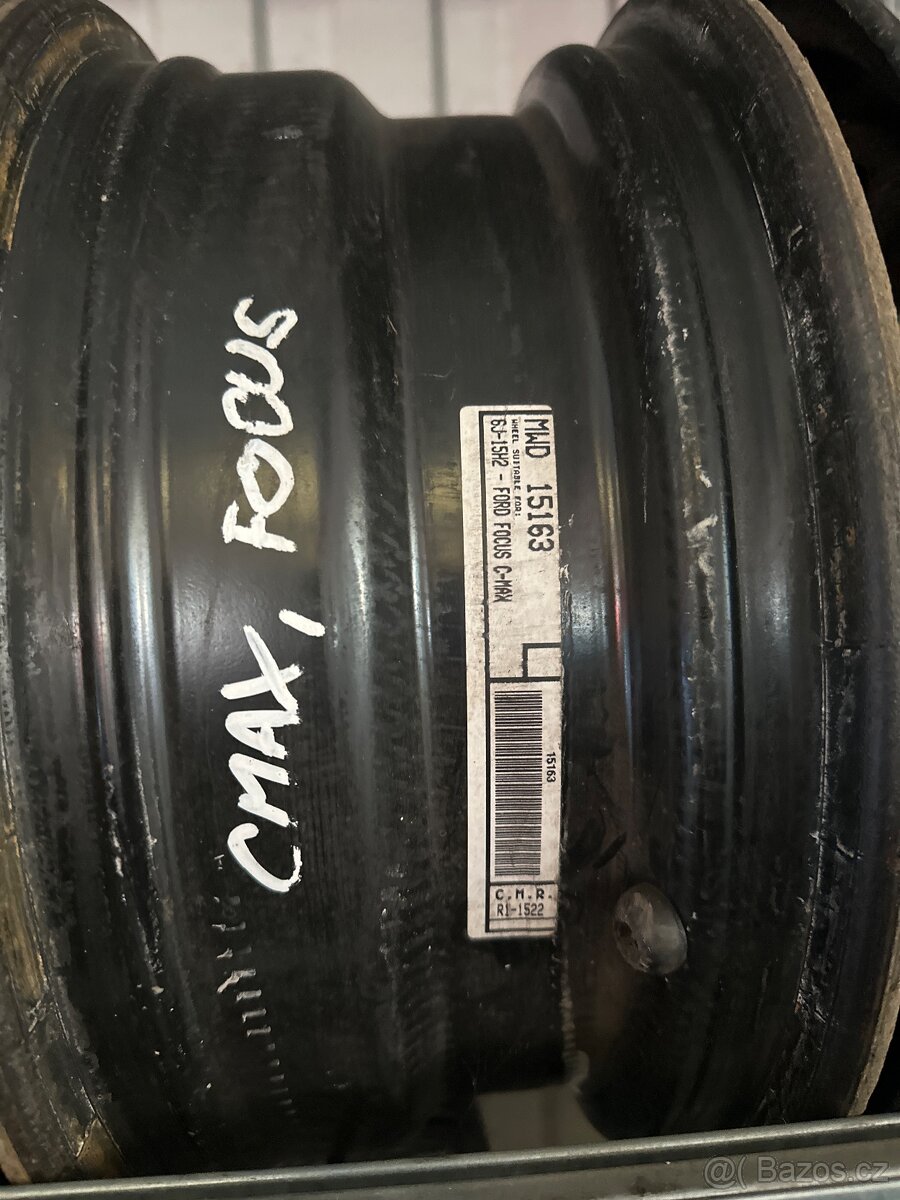 CMAX, FOCUS
MWD 15163
WHEEL SUITABLE FOR:
6J-15H2 - FORD FOCUS C-MAX
15163
C.M.R.
R1-1522
@( Bazos.cz